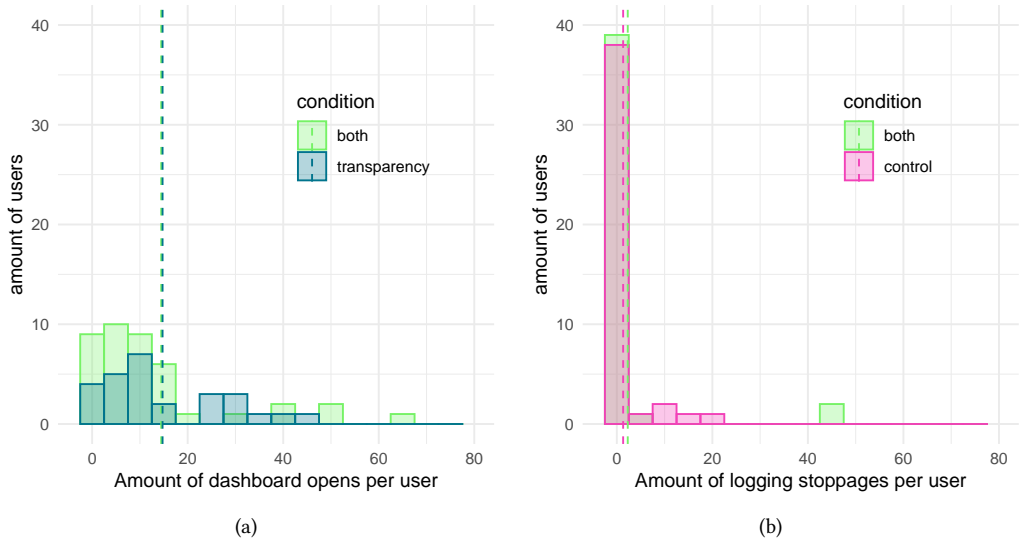 40
30
20
10
0
amount of users
condition
both
transparency
0 20 40 60 80
Amount of dashboard opens per user
(a)
40
30
20
10
0
amount of users
condition
both
control
0 20 40 60 80
Amount of logging stoppages per user
(b)